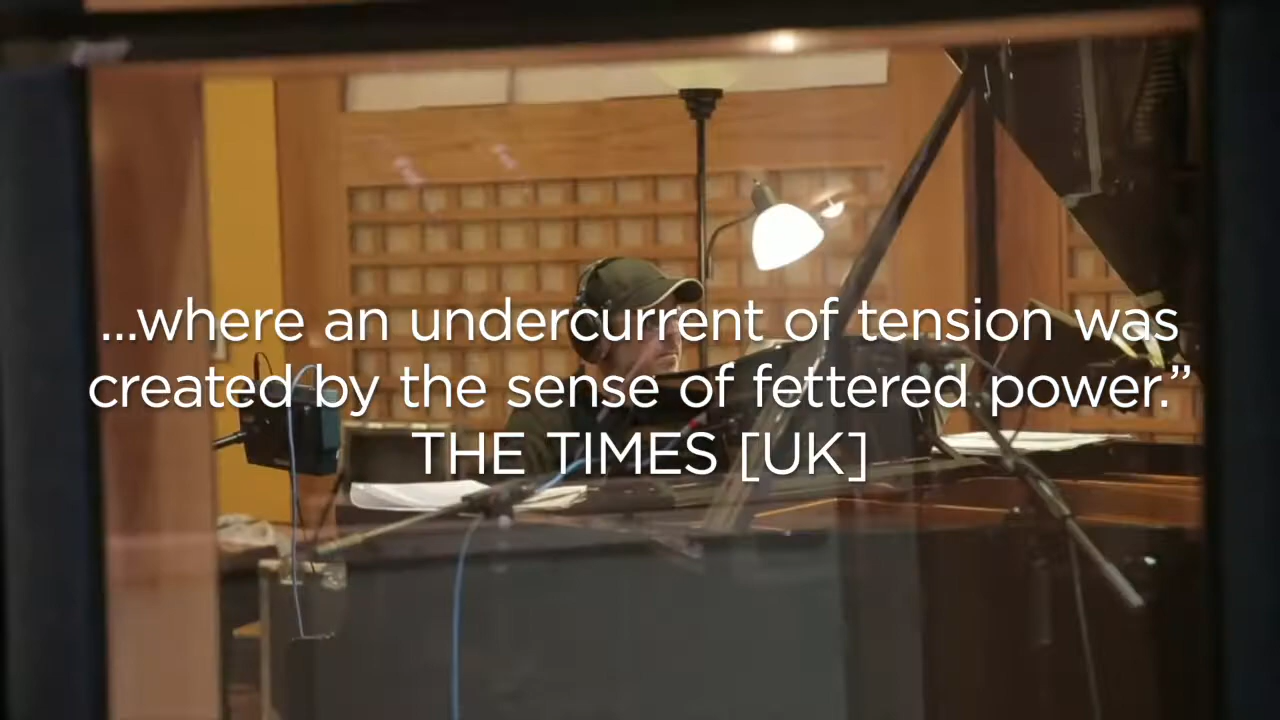 ...where an undercurrent of tension was
created by the sense of fettered power.”
THE TIMES [UK]